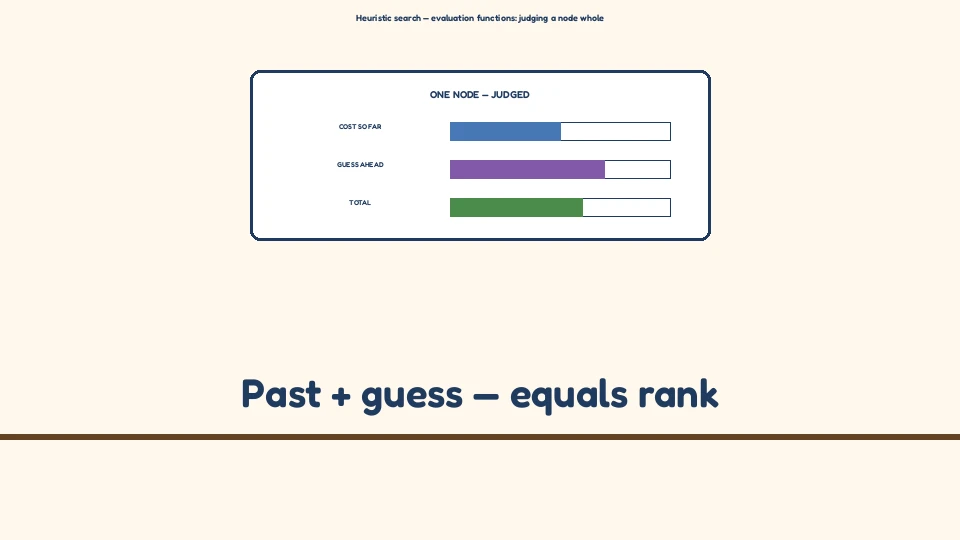 Heuristic search — evaluation functions: judging a node whole
ONE NODE — JUDGED
COST SO FAR
GUESS AHEAD
TOTAL
Past + guess — equals rank